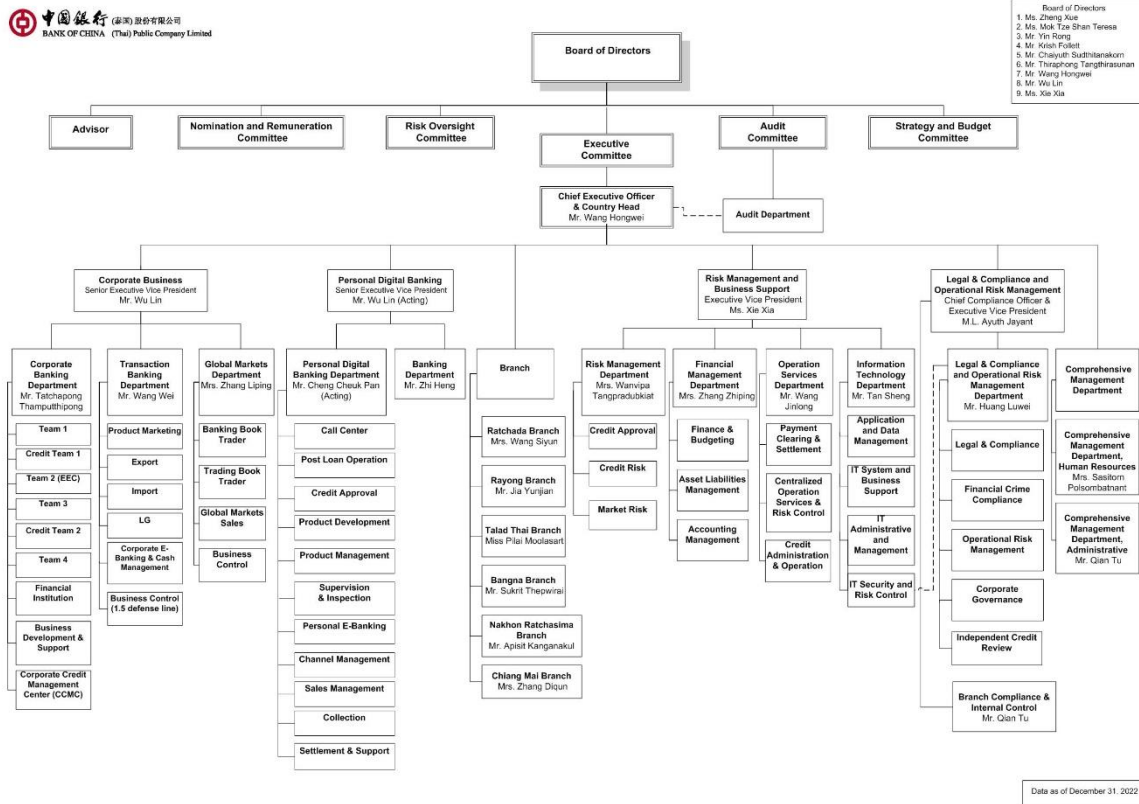 中國銀行 (泰国) 股份有限公司
BANK OF CHINA (Thai) Public Company Limited
Board of Directors
1. Ms. Zheng Xue
2. Ms. Mok Tze Shan Teresa
3. Mr. Yin Rong
4. Mr. Krish Follett
5. Mr. Chaiyuth Sudthitanakorn
6. Mr. Thiraphong Tangthirasunan
7. Mr. Wang Hongwei
8. Mr. Wu Lin
9. Ms. Xie Xia
Board of Directors
Advisor
Nomination and Remuneration
Committee
Risk Oversight
Committee
Executive
Committee
Audit
Committee
Strategy and Budget
Committee
Chief Executive Officer
& Country Head
Mr. Wang Hongwei
Audit Department
Corporate Business
Senior Executive Vice President
Mr. Wu Lin
Personal Digital Banking
Senior Executive Vice President
Mr. Wu Lin (Acting)
Risk Management and
Business Support
Executive Vice President
Ms. Xie Xia
Legal & Compliance and
Operational Risk Management
Chief Compliance Officer &
Executive Vice President
M.L. Ayuth Jayant
Corporate
Banking
Department
Mr. Tatchapong
Thamputthipong
Team 1
Credit Team 1
Team 2 (EEC)
Team 3
Credit Team 2
Team 4
Financial
Institution
Business
Development &
Support
Corporate Credit
Management
Center (CCMC)
Transaction
Banking
Department
Mr. Wang Wei
Product Marketing
Export
Import
LG
Corporate E-
Banking & Cash
Management
Business Control
(1.5 defense line)
Global Markets
Department
Mrs. Zhang Liping
Banking Book
Trader
Trading Book
Trader
Global Markets
Sales
Business
Control
Personal Digital
Banking Department
Mr. Cheng Cheuk Pan
(Acting)
Call Center
Post Loan Operation
Credit Approval
Product Development
Product Management
Supervision
& Inspection
Personal E-Banking
Channel Management
Sales Management
Collection
Settlement & Support
Banking
Department
Mr. Zhi Heng
Branch
Ratchada Branch
Mrs. Wang Siyun
Rayong Branch
Mr. Jia Yunjian
Talad Thai Branch
Miss Pilai Moolasart
Bangna Branch
Mr. Sukrit Thepwirai
Nakhon Ratchasima
Branch
Mr. Apisit Kanganakul
Chiang Mai Branch
Mrs. Zhang Diqun
Risk Management
Department
Mrs. Wanvipa
Tangpradubkiat
Credit Approval
Credit Risk
Market Risk
Financial
Management
Department
Mrs. Zhang Zhiping
Finance &
Budgeting
Asset Liabilities
Management
Accounting
Management
Operation
Services
Department
Mr. Wang
Jinlong
Payment
Clearing &
Settlement
Centralized
Operation
Services &
Risk Control
Credit
Administration
& Operation
Information
Technology
Department
Mr. Tan Sheng
Application
and Data
Management
IT System and
Business
Support
IT
Administrative
and
Management
IT Security and
Risk Control
Legal & Compliance
and Operational Risk
Management
Department
Mr. Huang Luwei
Legal & Compliance
Financial Crime
Compliance
Operational Risk
Management
Corporate
Governance
Independent Credit
Review
Branch Compliance &
Internal Control
Mr. Qian Tu
Comprehensive
Management
Department
Comprehensive
Management
Department,
Human Resources
Mrs. Sasitorn
Polsombatnant
Comprehensive
Management
Department,
Administrative
Mr. Qian Tu
Data as of December 31, 2022